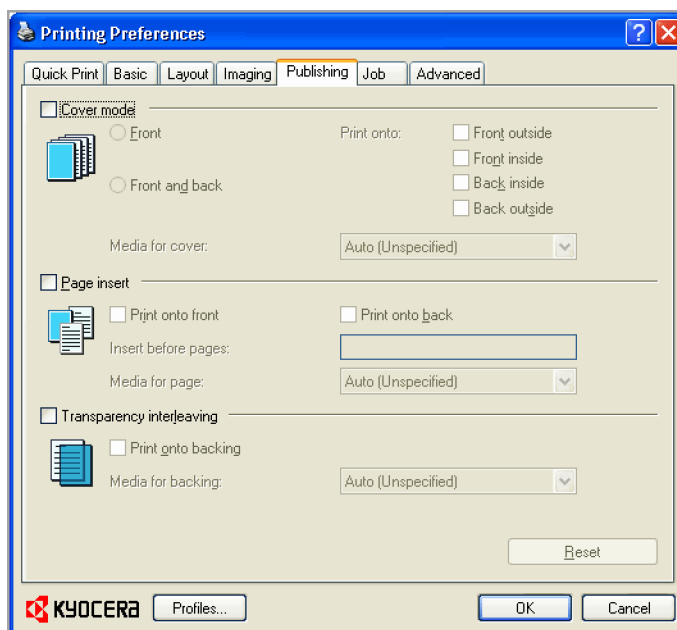 Printing Preferences
Quick Print Basic Layout Imaging Publishing Job Advanced
Cover mode
Front Print onto: Front outside
Front inside
Front and back Back inside
Back outside
Media for cover: Auto (Unspecified)
Page insert
Print onto front Print onto back
Insert before pages:
Media for page: Auto (Unspecified)
Transparency interleaving
Print onto backing
Media for backing: Auto (Unspecified)
Reset
KYOCERA Profiles... OK Cancel